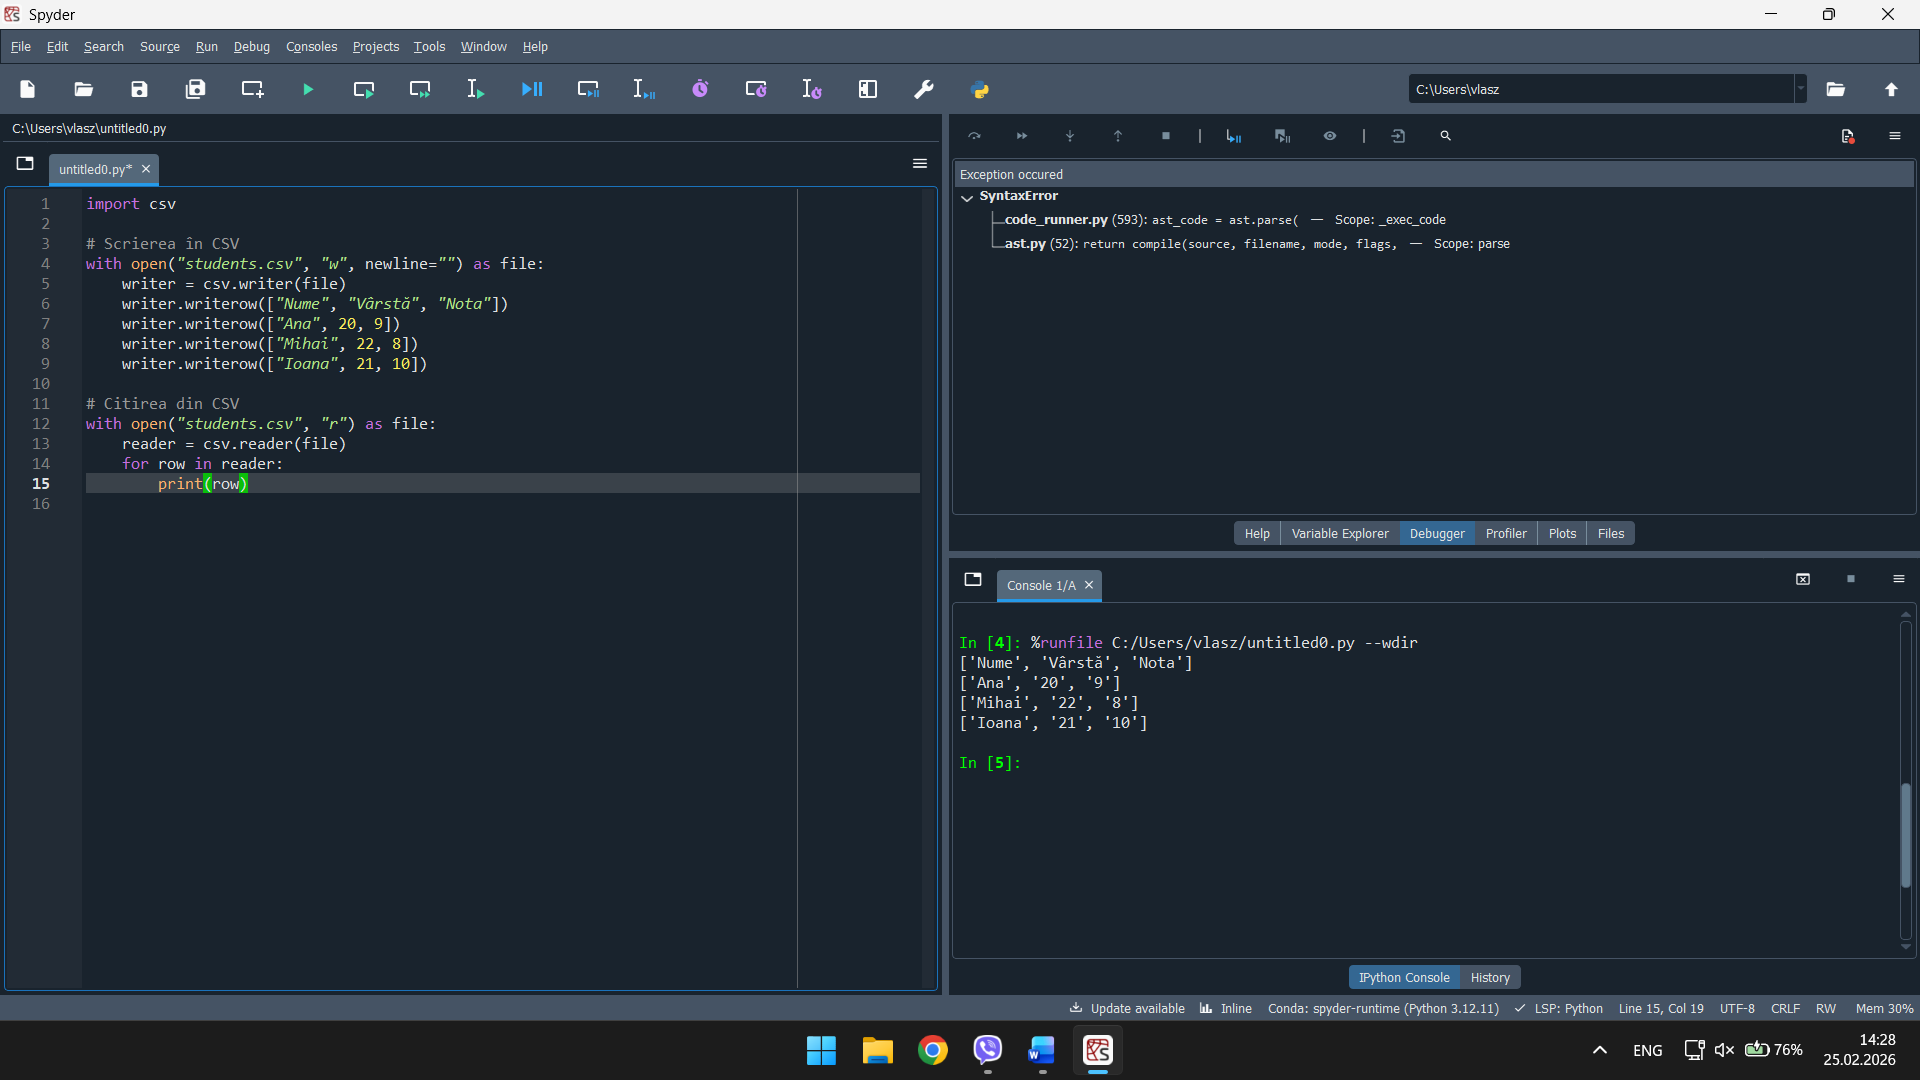 Spyder
File Edit Search Source Run Debug Consoles Projects Tools Window Help
C:\Users\vlasz
C:\Users\vlasz\untitled0.py
untitled0.py*
1 import csv
2
3 # Scrierea în CSV
4 with open("students.csv", "w", newline="") as file:
5 writer = csv.writer(file)
6 writer.writerow(["Nume", "Vârstă", "Nota"])
7 writer.writerow(["Ana", 20, 9])
8 writer.writerow(["Mihai", 22, 8])
9 writer.writerow(["Ioana", 21, 10])
10
11 # Citirea din CSV
12 with open("students.csv", "r") as file:
13 reader = csv.reader(file)
14 for row in reader:
15 print(row)
16
Exception occured
SyntaxError
code_runner.py (593): ast_code = ast.parse( — Scope: _exec_code
ast.py (52): return compile(source, filename, mode, flags, — Scope: parse
Help Variable Explorer Debugger Profiler Plots Files
Console 1/A
In [4]: %runfile C:/Users/vlasz/untitled0.py --wdir
['Nume', 'Vârstă', 'Nota']
['Ana', '20', '9']
['Mihai', '22', '8']
['Ioana', '21', '10']
In [5]:
IPython Console History
Update available Inline Conda: spyder-runtime (Python 3.12.11) LSP: Python Line 15, Col 19 UTF-8 CRLF RW Mem 30%
ENG 76% 14:28
25.02.2026